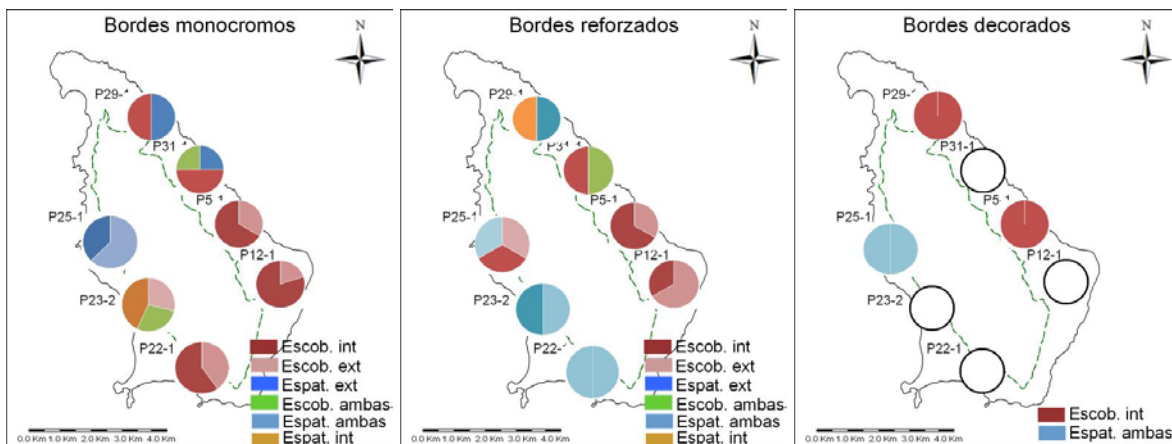 Bordes monocromos
N
P29-1
P31-1
P5-1
P25-1
P12-1
P23-2
P22-1
Escob. int
Escob. ext
Espat. ext
Escob. ambas
Espat. ambas
Espat. int
0.0 Km 1.0 Km 2.0 Km 3.0 Km 4.0 Km
Bordes reforzados
N
P29-1
P31-1
P5-1
P25-1
P12-1
P23-2
P22-
Escob. int
Escob. ext
Espat. ext
Escob. ambas
Espat. ambas
Espat. int
0.0 Km 1.0 Km 2.0 Km 3.0 Km 4.0 Km
Bordes decorados
N
P29-1
P31-1
P5-1
P25-1
P12-1
P23-2
P22-1
Escob. int
Espat. ambas
0.0 Km 1.0 Km 2.0 Km 3.0 Km 4.0 Km